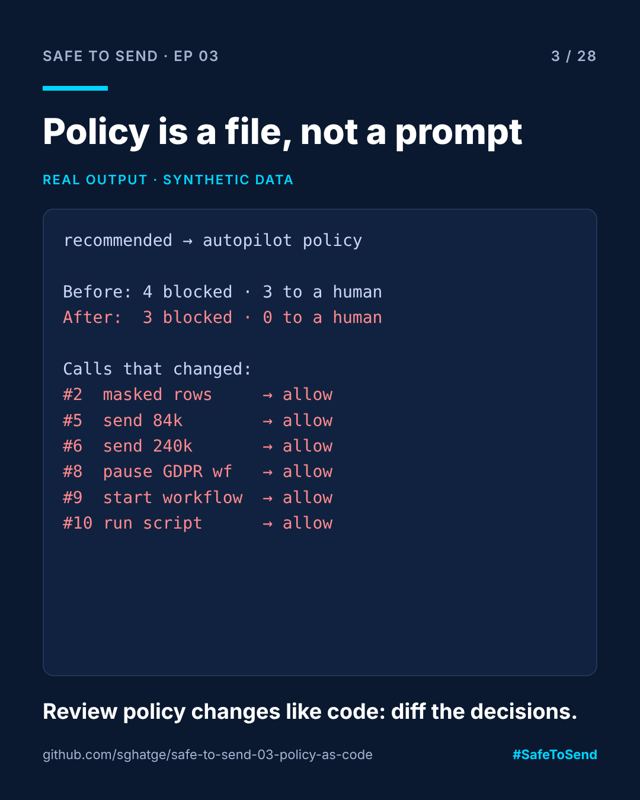 SAFE TO SEND · EP 03
3 / 28
Policy is a file, not a prompt
REAL OUTPUT · SYNTHETIC DATA
recommended → autopilot policy
Before: 4 blocked · 3 to a human
After:  3 blocked · 0 to a human
Calls that changed:
#2  masked rows     → allow
#5  send 84k        → allow
#6  send 240k       → allow
#8  pause GDPR wf   → allow
#9  start workflow  → allow
#10 run script      → allow
Review policy changes like code: diff the decisions.
github.com/sghatge/safe-to-send-03-policy-as-code
#SafeToSend